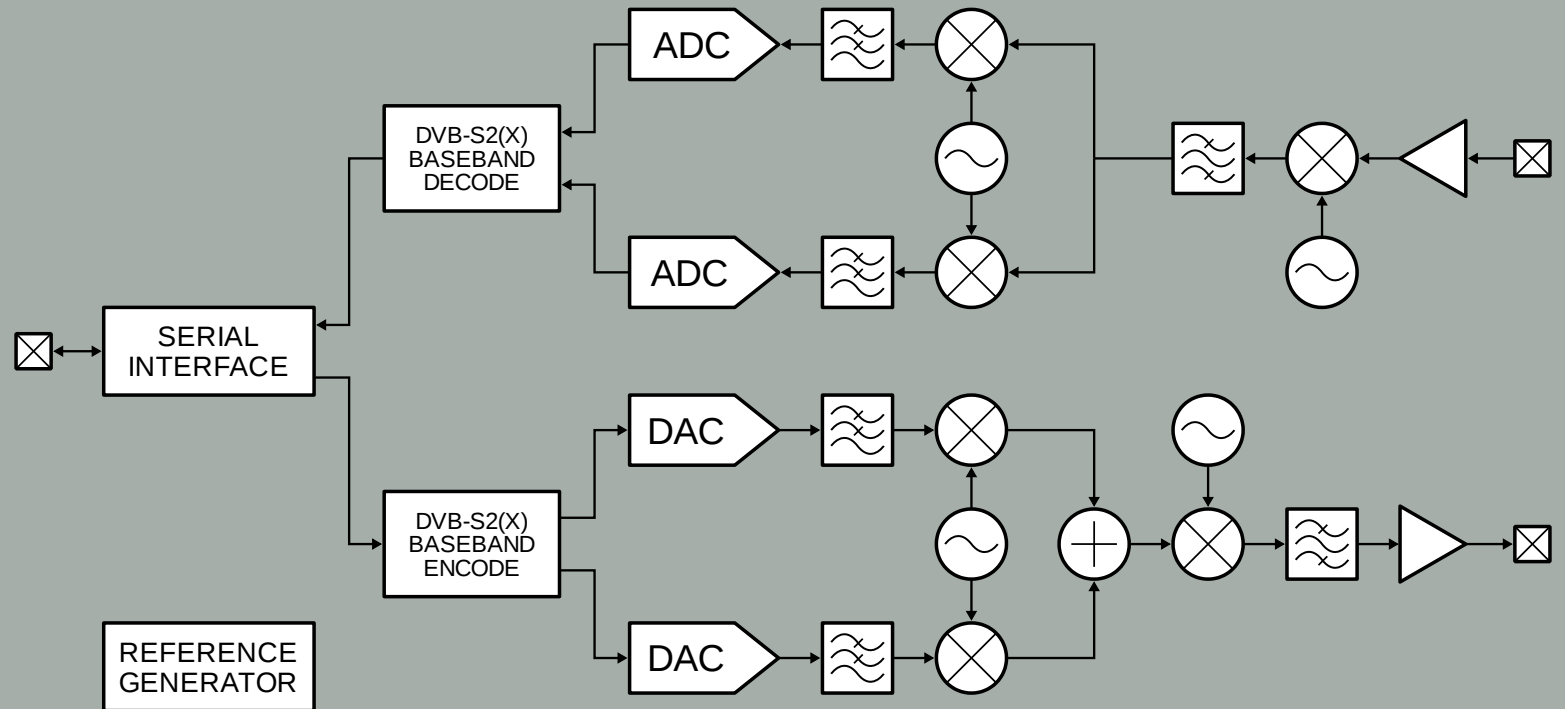 ADC
DVB-S2(X)
BASEBAND
DECODE
ADC
SERIAL
INTERFACE
DAC
DVB-S2(X)
BASEBAND
ENCODE
DAC
REFERENCE
GENERATOR